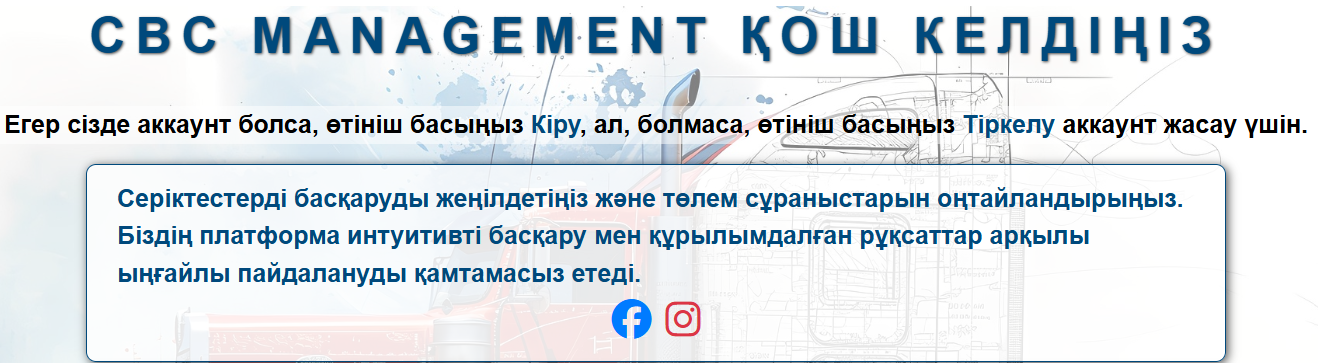 CBC MANAGEMENT ҚОШ КЕЛДІҢІЗ
Егер сізде аккаунт болса, өтініш басыңыз Кіру, ал, болмаса, өтініш басыңыз Тіркелу аккаунт жасау үшін.
Серіктестерді басқаруды жеңілдетіңіз және төлем сұраныстарын оңтайландырыңыз.
Біздің платформа интуитивті басқару мен құрылымдалған рұқсаттар арқылы
ыңғайлы пайдалануды қамтамасыз етеді.